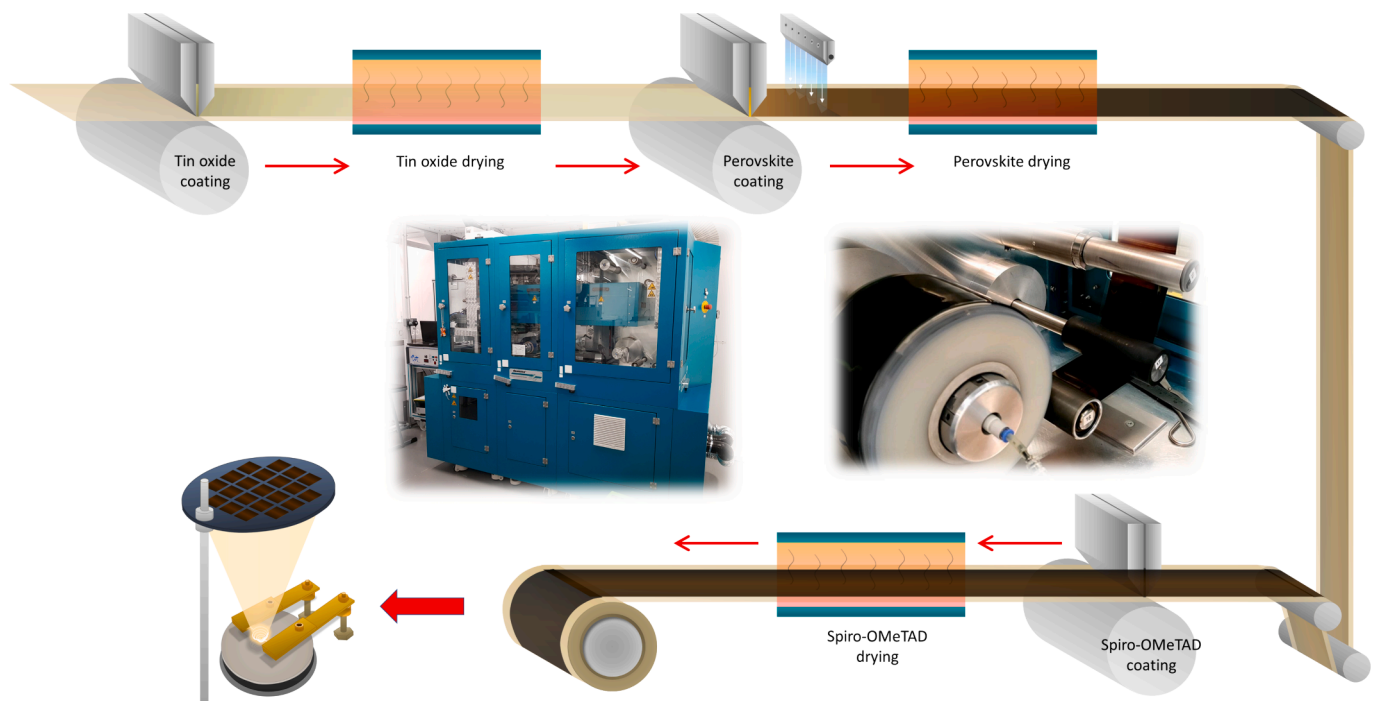 Tin oxide
coating
Tin oxide drying
Perovskite
coating
Perovskite drying
Spiro-OMeTAD
drying
Spiro-OMeTAD
coating